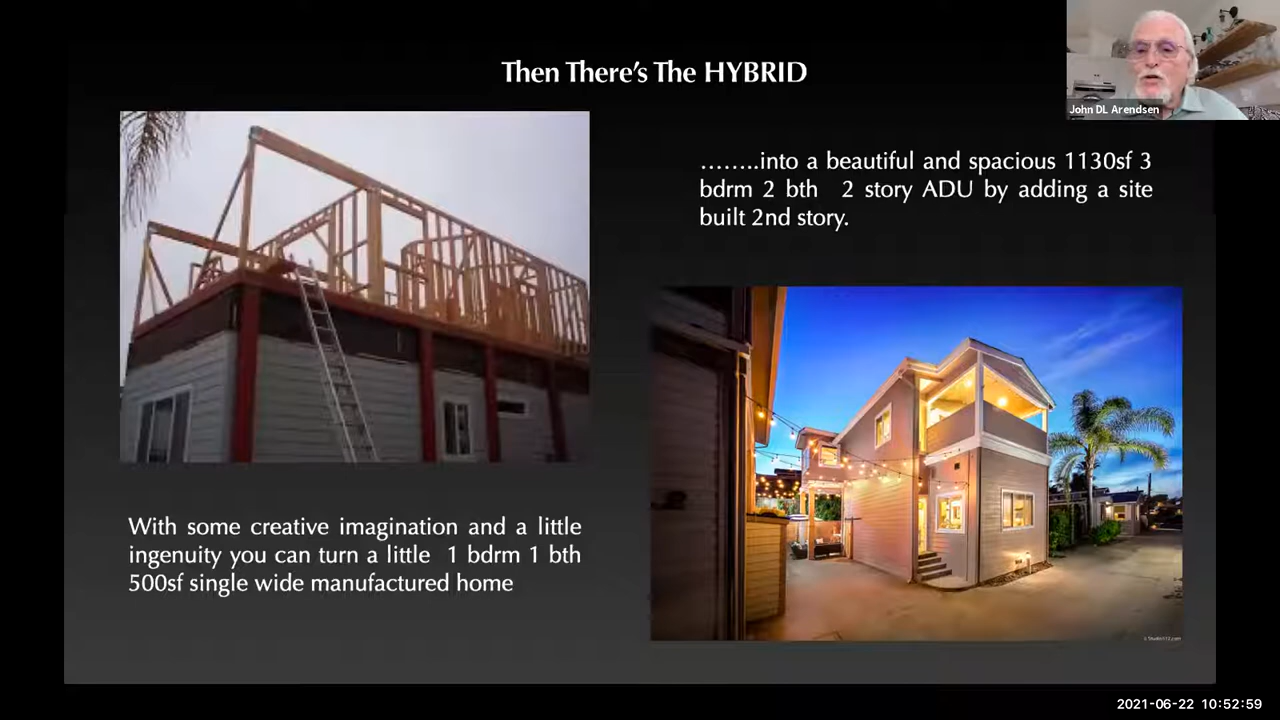 Then There's The HYBRID
John DL Arendsen
........into a beautiful and spacious 1130sf 3
bdrm 2 bth 2 story ADU by adding a site
built 2nd story.
With some creative imagination and a little
ingenuity you can turn a little 1 bdrm 1 bth
500sf single wide manufactured home
2021-06-22 10:52:59